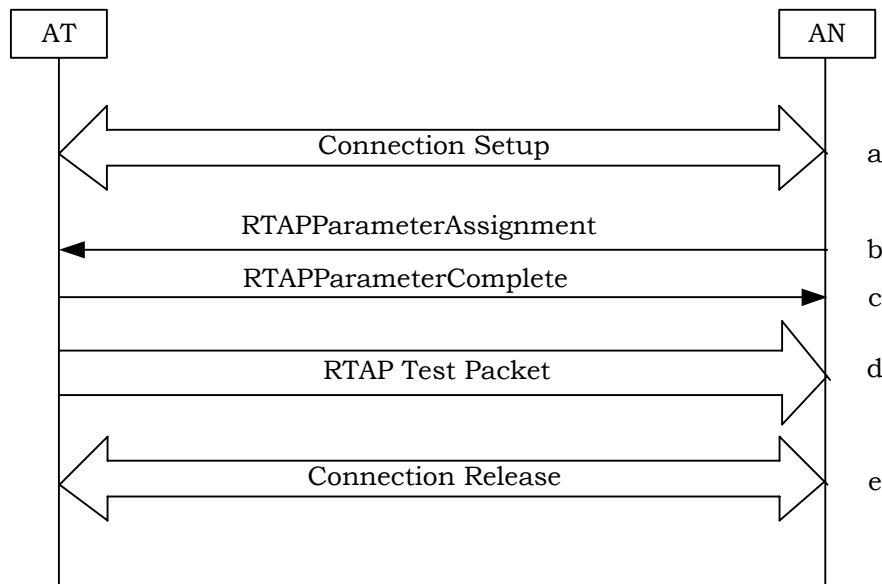 AT
AN
Connection Setup
a
RTAPParameterAssignment
b
RTAPParameterComplete
c
RTAP Test Packet
d
Connection Release
e